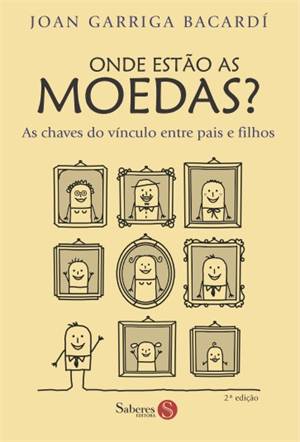 JOAN GARRIGA BACARDÍ
ONDE ESTÃO AS
MOEDAS?
As chaves do vínculo entre pais e filhos
2ª edição
Saberes S
EDITORA